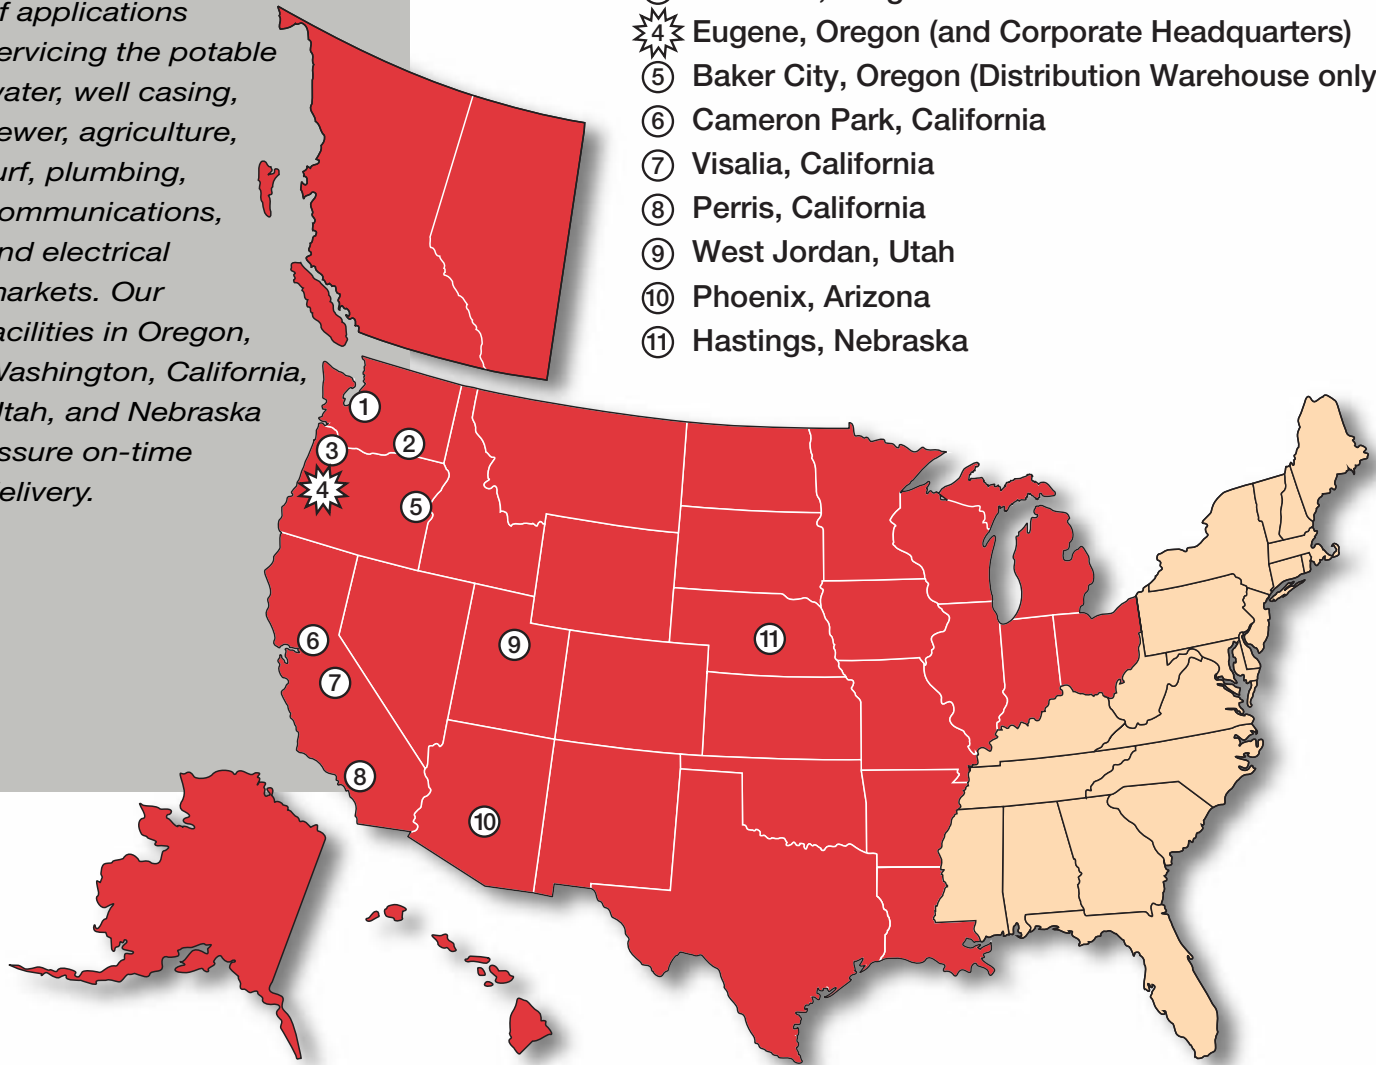 f applications
ervicing the potable
vater, well casing,
ewer, agriculture,
urf, plumbing,
ommunications,
nd electrical
narkets. Our
acilities in Oregon,
Vashington, California,
Jtah, and Nebraska
ssure on-time
elivery.
4 Eugene, Oregon (and Corporate Headquarters)
5 Baker City, Oregon (Distribution Warehouse only
6 Cameron Park, California
7 Visalia, California
8 Perris, California
9 West Jordan, Utah
10 Phoenix, Arizona
11 Hastings, Nebraska
1
2
3
4
5
6
9
11
7
8
10